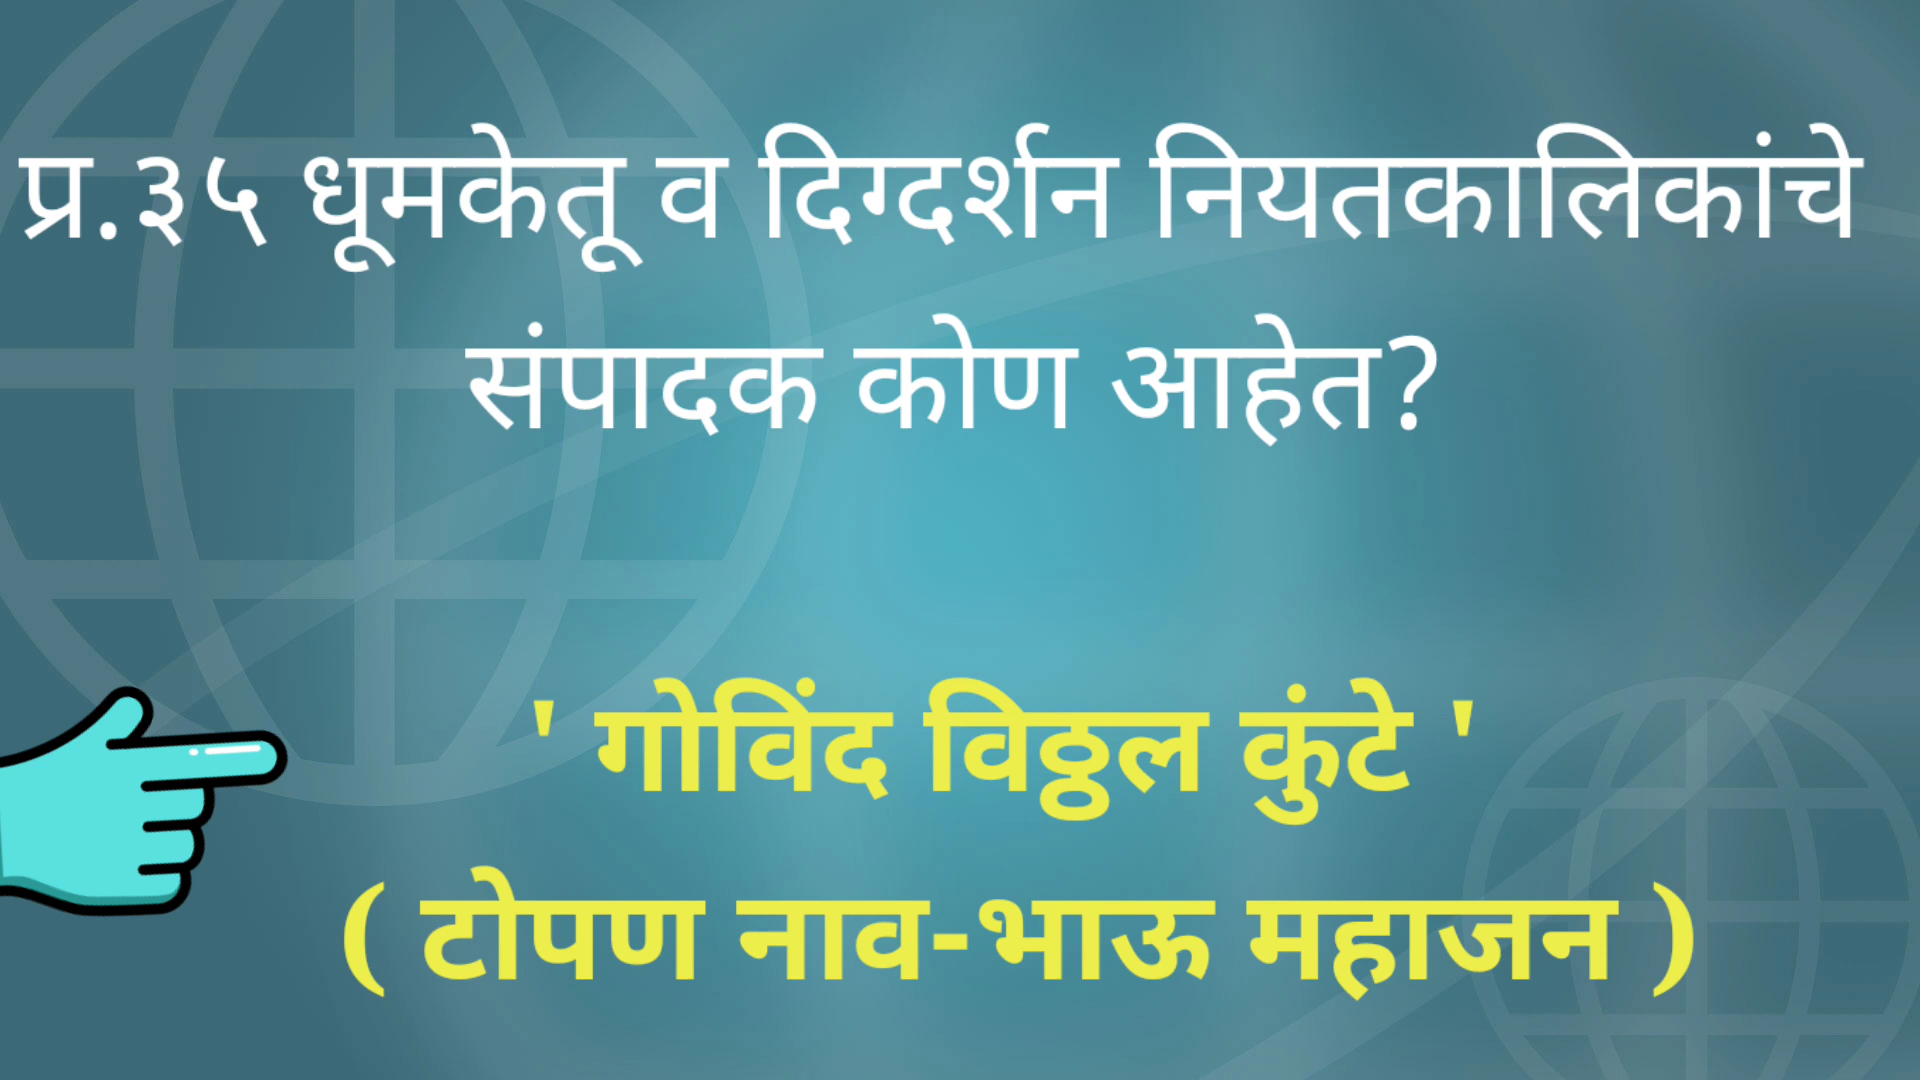 प्र.३५ धूमकेतू व दिग्दर्शन नियतकालिकांचे
संपादक कोण आहेत?
' गोविंद विठ्ठल कुंटे '
( टोपण नाव-भाऊ महाजन )